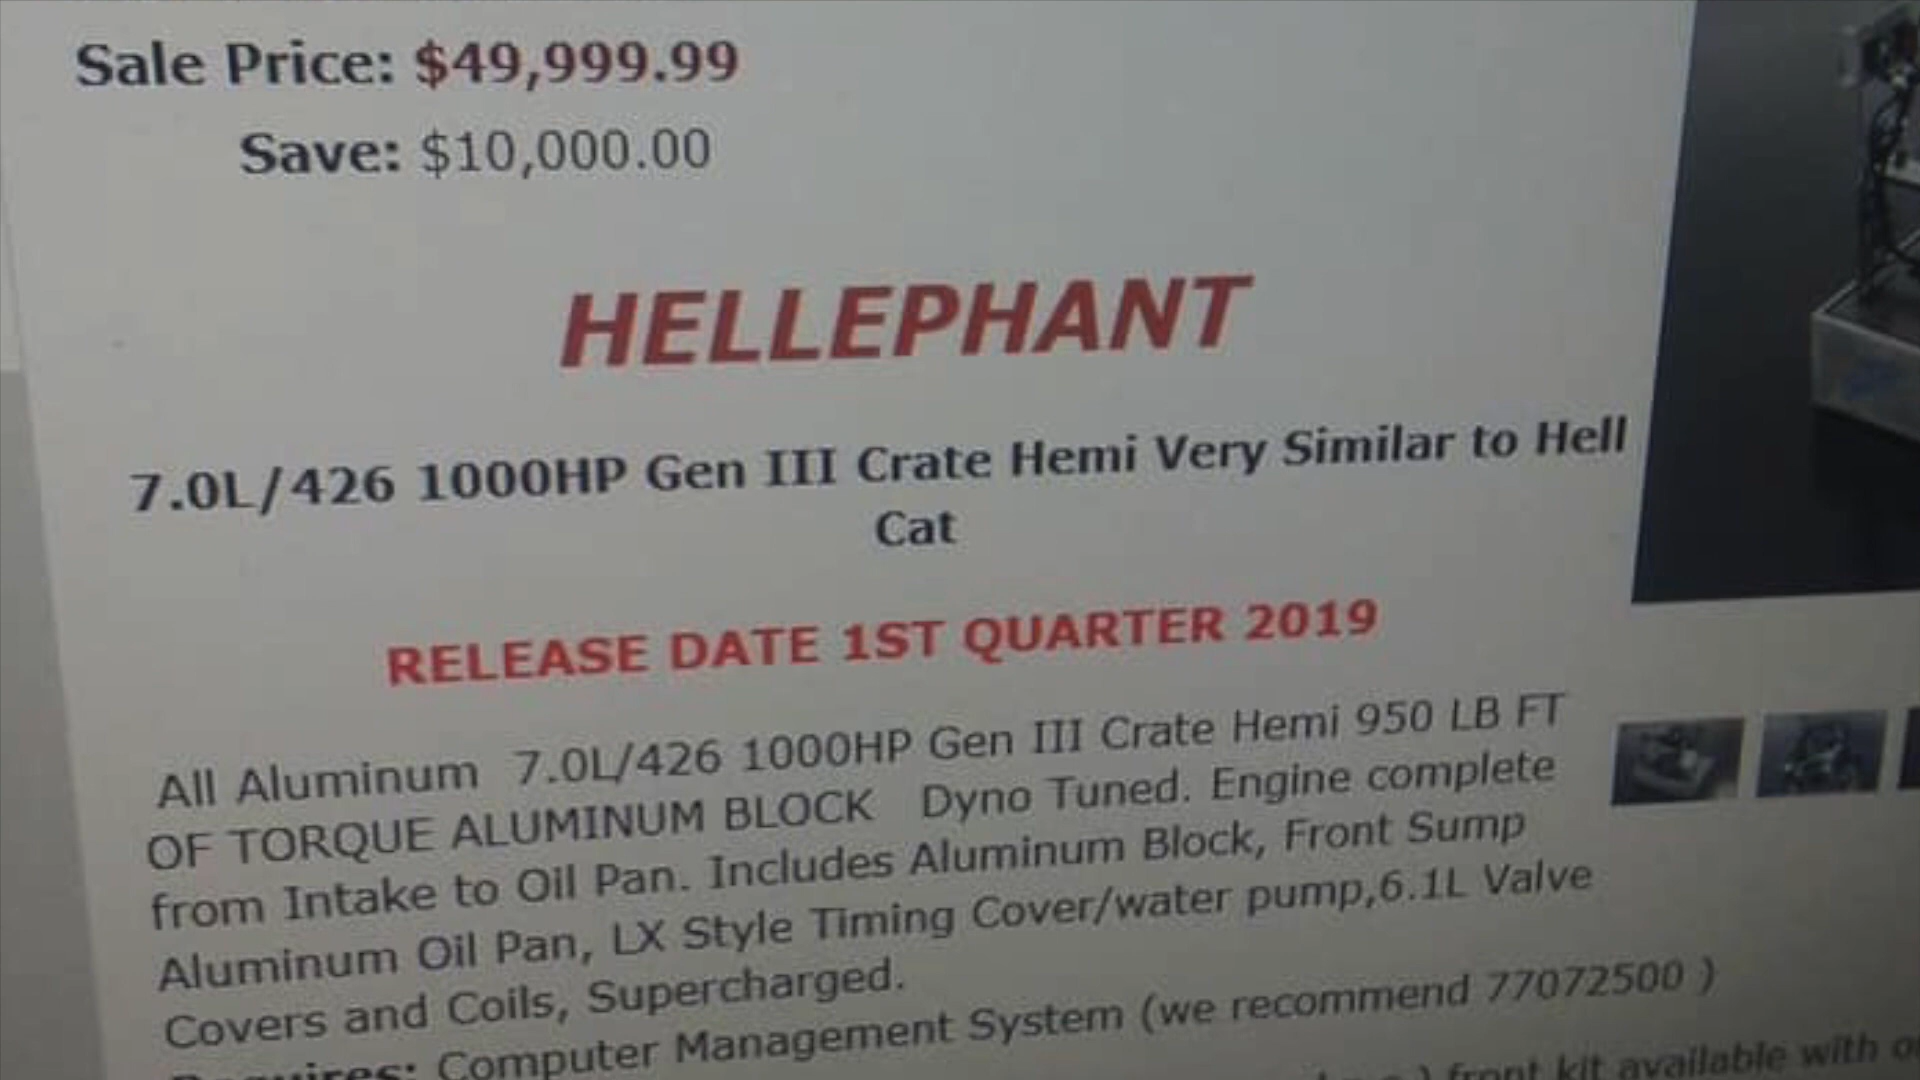 Sale Price: $49,999.99
Save: $10,000.00
HELLEPHANT
7.0L/426 1000HP Gen III Crate Hemi Very Similar to Hell
Cat
RELEASE DATE 1ST QUARTER 2019
All Aluminum 7.0L/426 1000HP Gen III Crate Hemi 950 LB FT
OF TORQUE ALUMINUM BLOCK Dyno Tuned. Engine complete
from Intake to Oil Pan. Includes Aluminum Block, Front Sump
Aluminum Oil Pan, LX Style Timing Cover/water pump,6.1L Valve
Covers and Coils, Supercharged.
Computer Management System (we recommend 77072500 )
) front kit available with